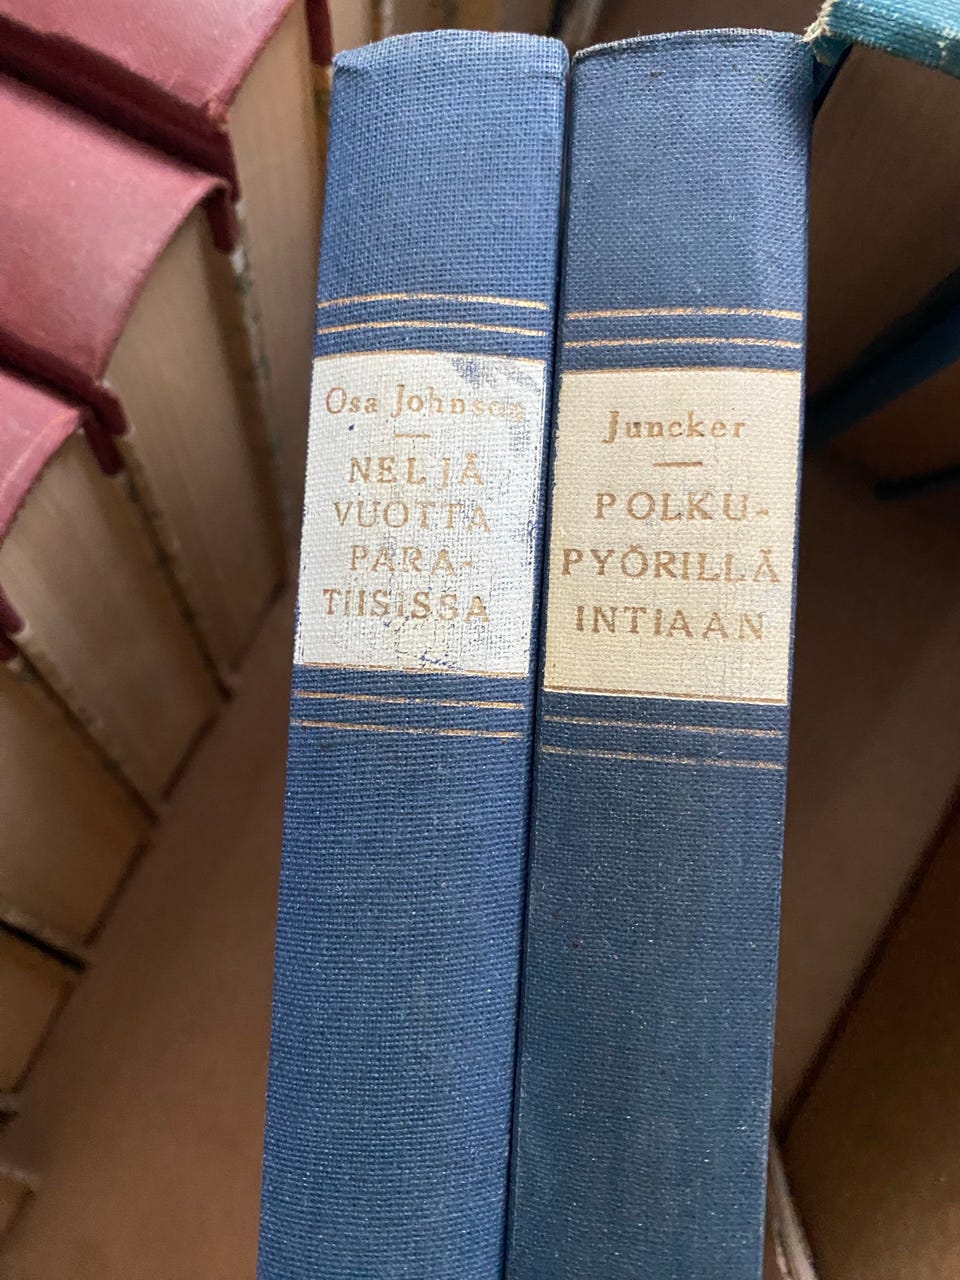 Osa Johnson
NELJÄ
VUOTTA
PARA-
TIISISSA
Juncker
POLKU-
PYÖRILLÄ
INTIAAN